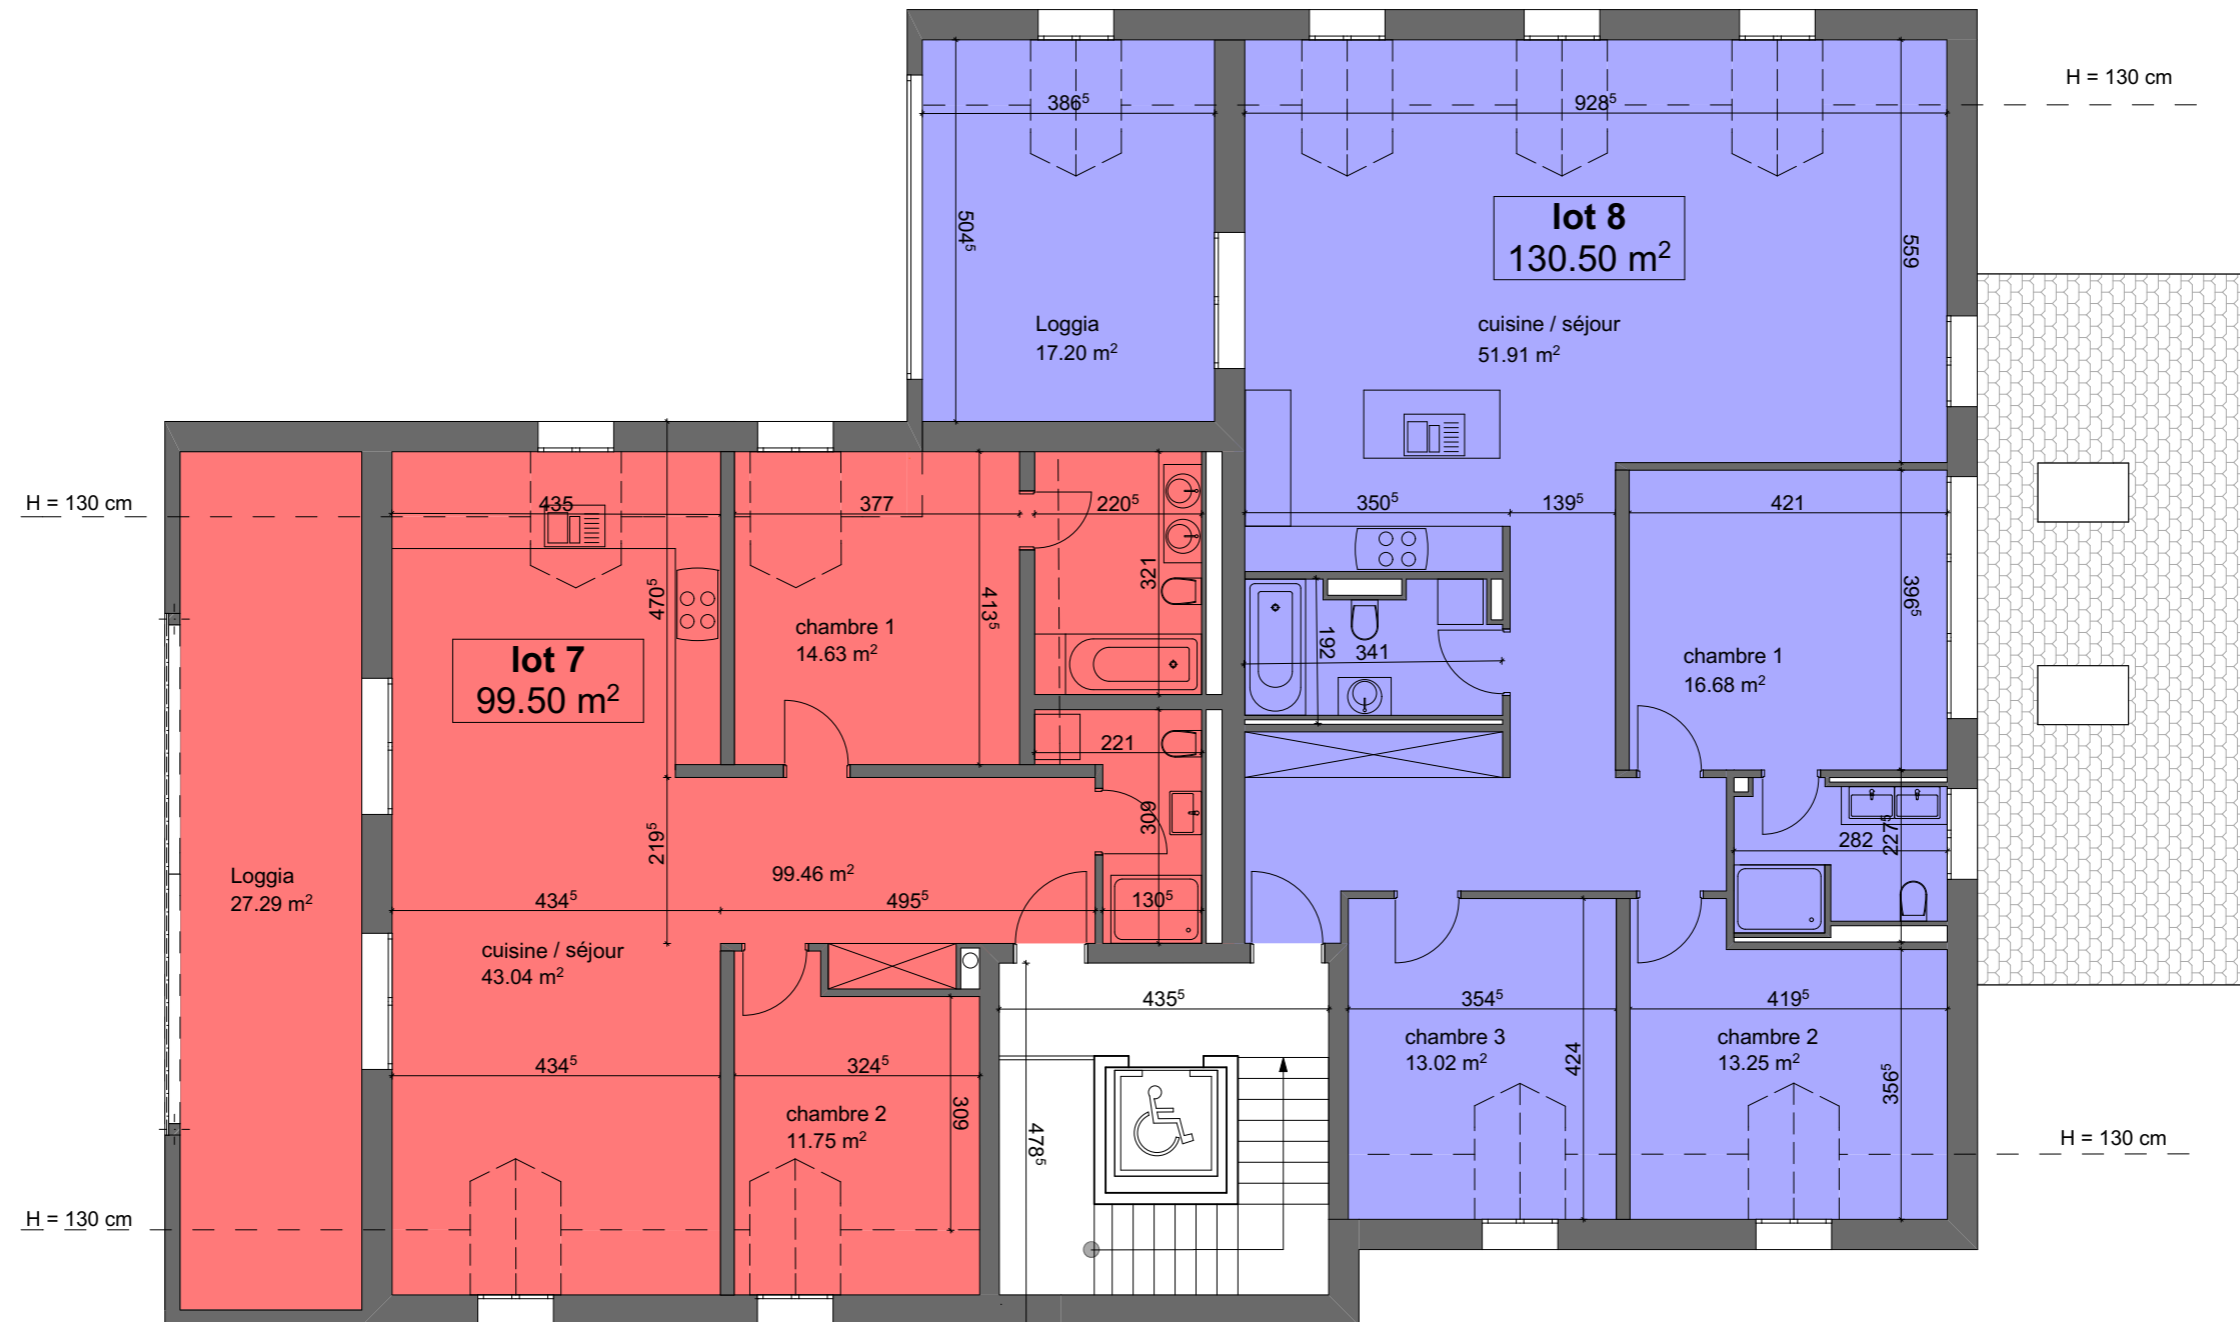 H = 130 cm
386⁵
928⁵
504⁵
lot 8
130.50 m²
559
Loggia
17.20 m²
cuisine / séjour
51.91 m²
H = 130 cm
435
377
220⁵
350⁵
139⁵
421
470⁵
413⁵
321
396⁵
lot 7
99.50 m²
chambre 1
14.63 m²
192
341
chambre 1
16.68 m²
221
309
219⁵
282
227⁵
99.46 m²
Loggia
27.29 m²
434⁵
495⁵
130⁵
cuisine / séjour
43.04 m²
435⁵
354⁵
419⁵
chambre 3
13.02 m²
chambre 2
13.25 m²
424
356⁵
434⁵
324⁵
309
chambre 2
11.75 m²
478⁵
H = 130 cm
H = 130 cm